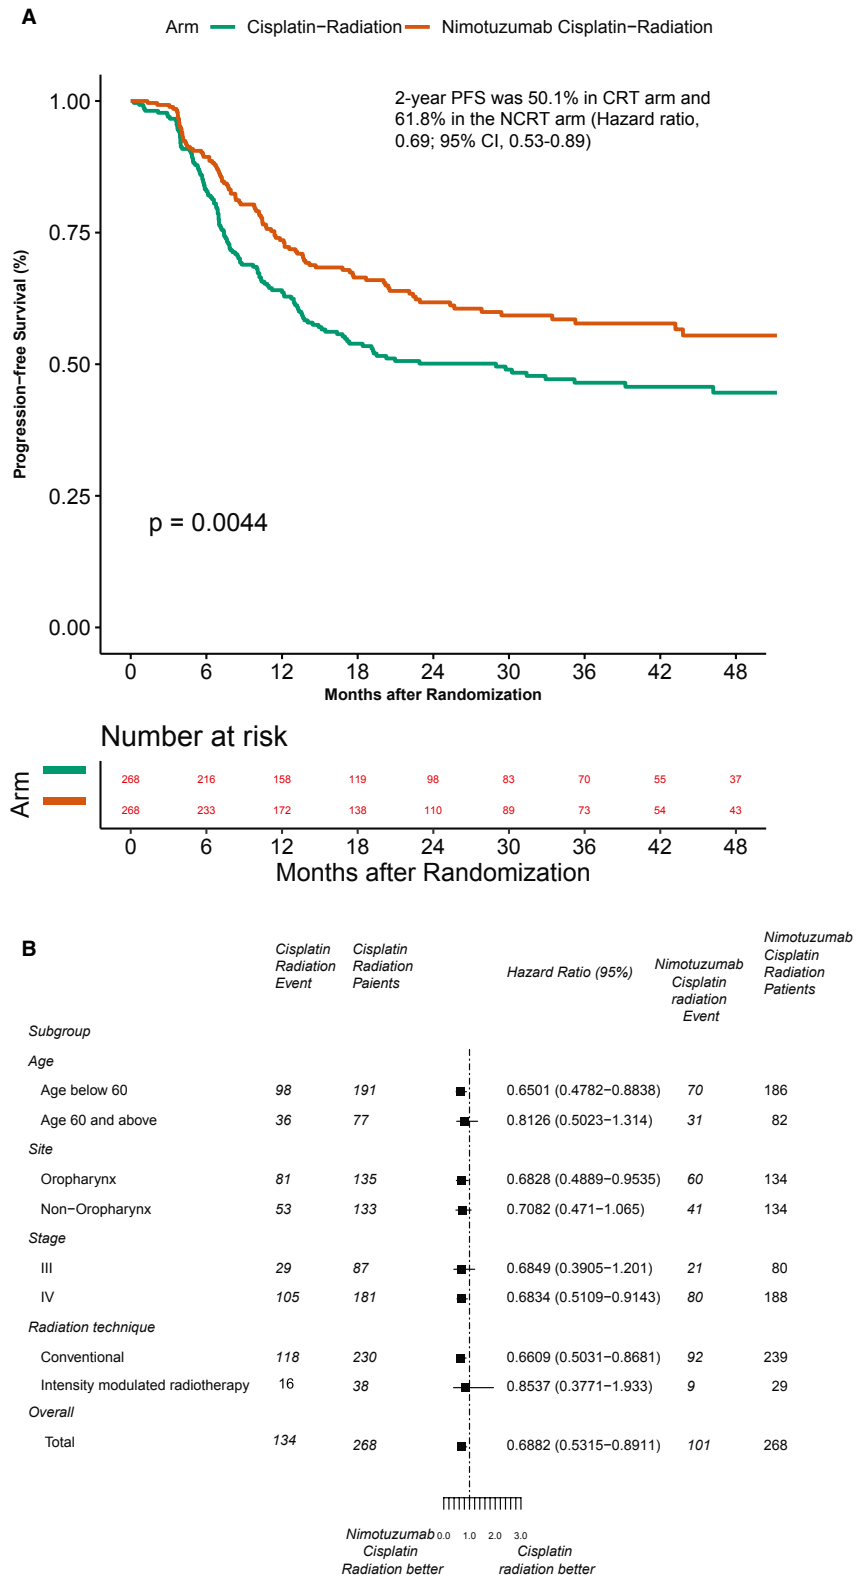 A
Arm Cisplatin−Radiation Nimotuzumab Cisplatin−Radiation
2-year PFS was 50.1% in CRT arm and
61.8% in the NCRT arm (Hazard ratio,
0.69; 95% CI, 0.53-0.89)
Progression−free Survival (%)
1.00
0.75
0.50
0.25
0.00
p = 0.0044
0 6 12 18 24 30 36 42 48
Months after Randomization
Number at risk
Arm
268 216 158 119 98 83 70 55 37
268 233 172 138 110 89 73 54 43
0 6 12 18 24 30 36 42 48
Months after Randomization
B
Cisplatin Radiation Event
Cisplatin Radiation Paients
Hazard Ratio (95%)
Nimotuzumab Cisplatin radiation Event
Nimotuzumab Cisplatin Radiation Patients
Subgroup
Age
Age below 60 98 191 0.6501 (0.4782−0.8838) 70 186
Age 60 and above 36 77 0.8126 (0.5023−1.314) 31 82
Site
Oropharynx 81 135 0.6828 (0.4889−0.9535) 60 134
Non−Oropharynx 53 133 0.7082 (0.471−1.065) 41 134
Stage
III 29 87 0.6849 (0.3905−1.201) 21 80
IV 105 181 0.6834 (0.5109−0.9143) 80 188
Radiation technique
Conventional 118 230 0.6609 (0.5031−0.8681) 92 239
Intensity modulated radiotherapy 16 38 0.8537 (0.3771−1.933) 9 29
Overall
Total 134 268 0.6882 (0.5315−0.8911) 101 268
0.0 1.0 2.0 3.0
Nimotuzumab
Cisplatin
Radiation better
Cisplatin
radiation better